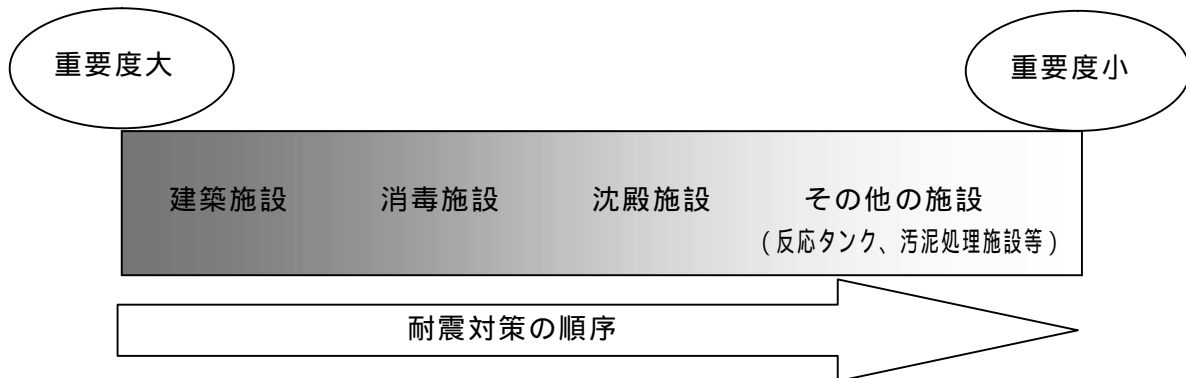 重要度大
重要度小
建築施設
消毒施設
沈殿施設
その他の施設
（反応タンク、汚泥処理施設等）
耐震対策の順序